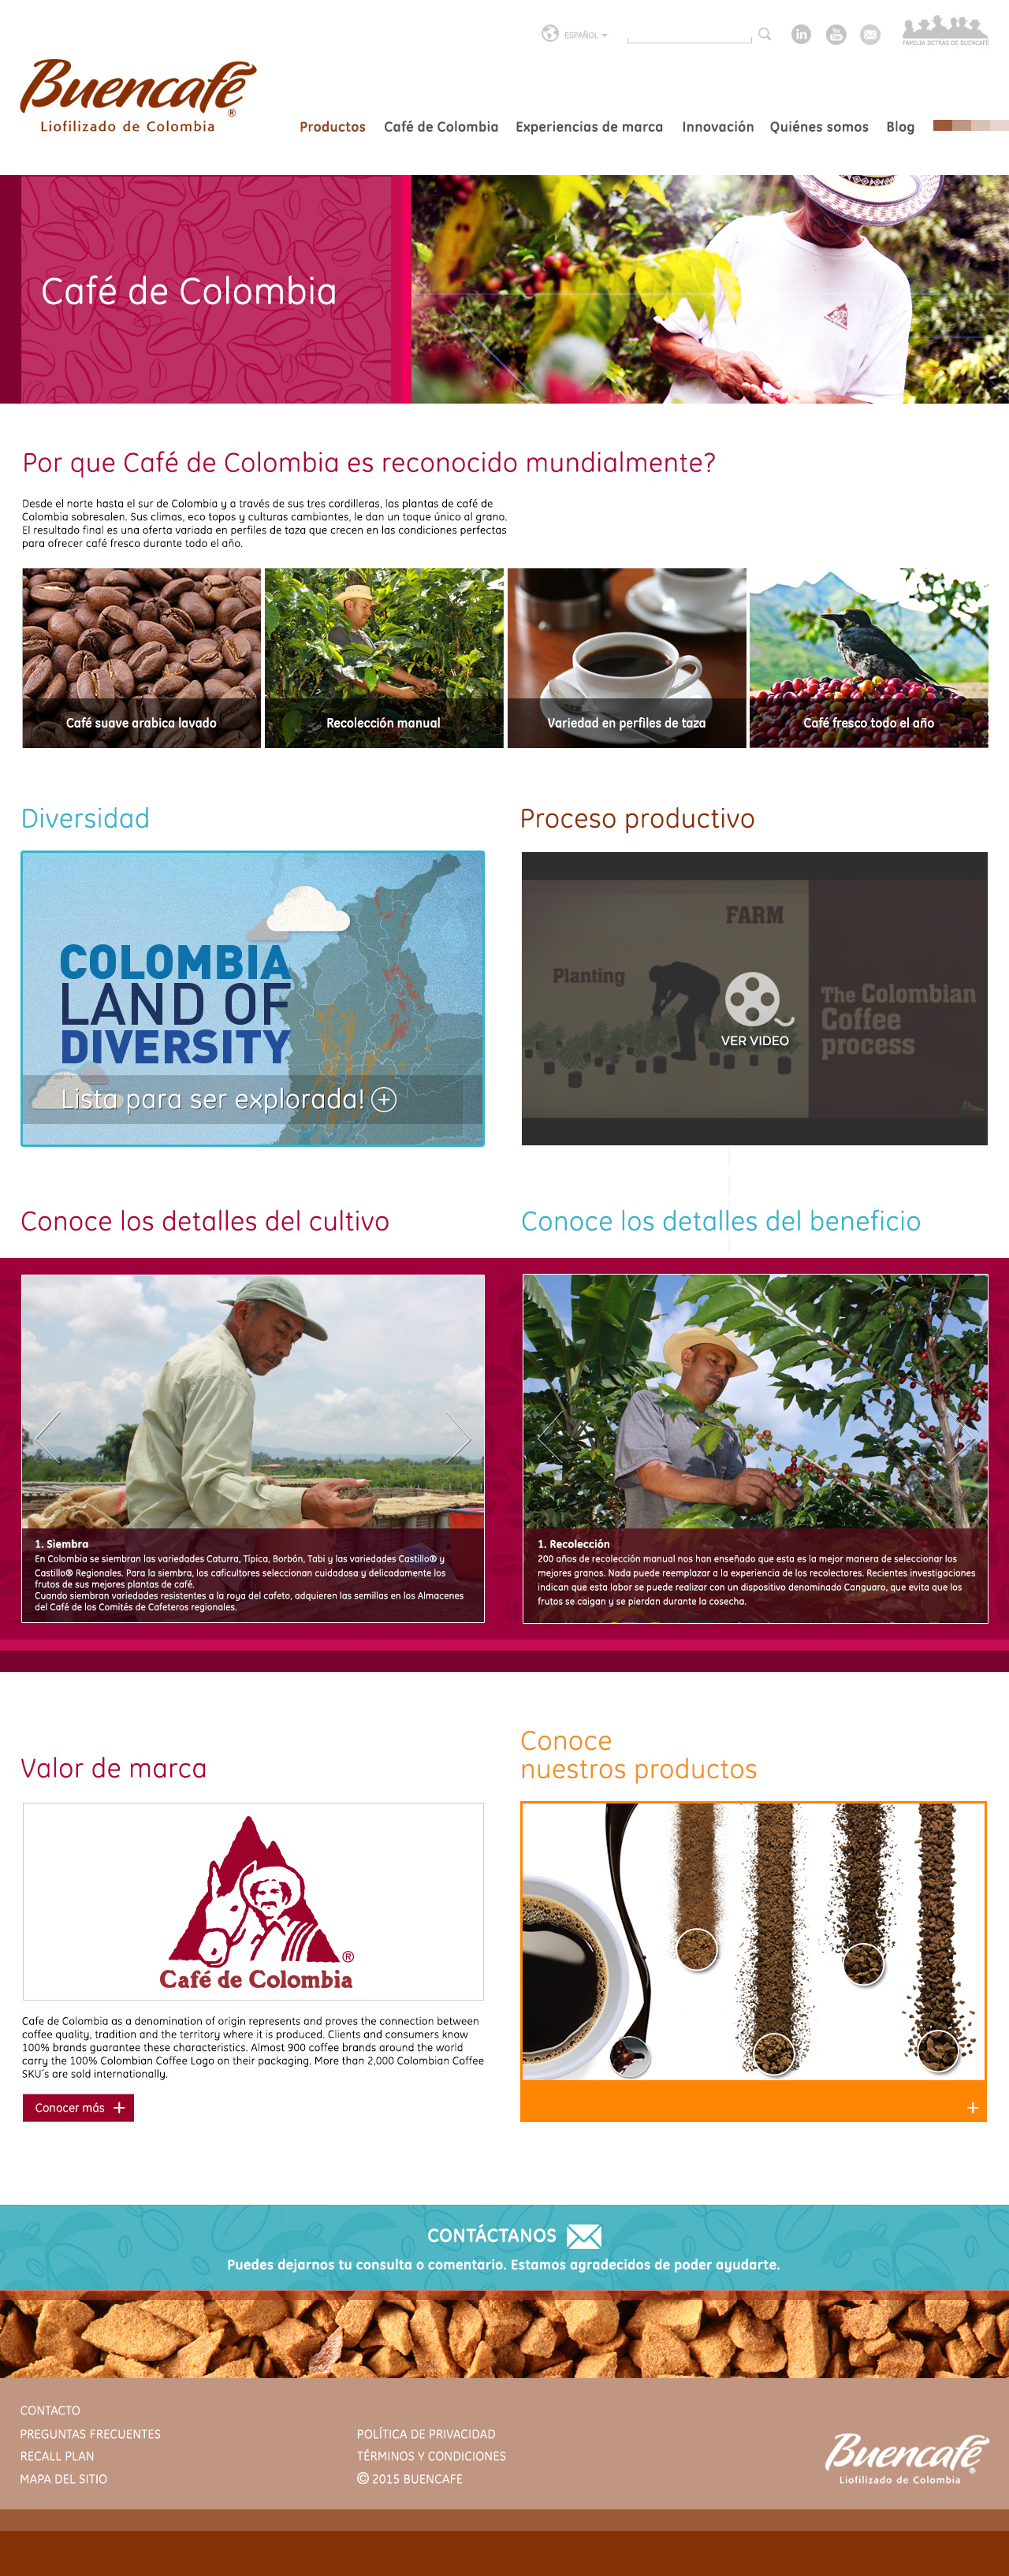 ESPAÑOL
in
You
Tube
FAMILIA DETRÁS DE BUENCAFÉ
Buencafé®
Liofilizado de Colombia
Productos Café de Colombia Experiencias de marca Innovación Quiénes somos Blog
Café de Colombia
Por que Café de Colombia es reconocido mundialmente?
Desde el norte hasta el sur de Colombia y a través de sus tres cordilleras, las plantas de café de
Colombia sobresalen. Sus climas, eco topos y culturas cambiantes, le dan un toque único al grano.
El resultado final es una oferta variada en perfiles de taza que crecen en las condiciones perfectas
para ofrecer café fresco durante todo el año.
Café suave arabica lavado
Recolección manual
Variedad en perfiles de taza
Café fresco todo el año
Diversidad
COLOMBIA
LAND OF
DIVERSITY
Lista para ser explorada!
Proceso productivo
FARM
Planting
The Colombian
Coffee
process
VER VIDEO
Conoce los detalles del cultivo
1. Siembra
En Colombia se siembran las variedades Caturra, Típica, Borbón, Tabi y las variedades Castillo® y
Castillo® Regionales. Para la siembra, los caficultores seleccionan cuidadosa y delicadamente los
frutos de sus mejores plantas de café.
Cuando siembran variedades resistentes a la roya del cafeto, adquieren las semillas en los Almacenes
del Café de los Comités de Cafeteros regionales.
Conoce los detalles del beneficio
1. Recolección
200 años de recolección manual nos han enseñado que esta es la mejor manera de seleccionar los
mejores granos. Nada puede reemplazar a la experiencia de los recolectores. Recientes investigaciones
indican que esta labor se puede realizar con un dispositivo denominado Canguaro, que evita que los
frutos se caigan y se pierdan durante la cosecha.
Valor de marca
®
Café de Colombia
Cafe de Colombia as a denomination of origin represents and proves the connection between
coffee quality, tradition and the territory where it is produced. Clients and consumers know
100% brands guarantee these characteristics. Almost 900 coffee brands around the world
carry the 100% Colombian Coffee Logo on their packaging. More than 2,000 Colombian Coffee
SKU´s are sold internationally.
Conocer más +
Conoce
nuestros productos
+
CONTÁCTANOS
Puedes dejarnos tu consulta o comentario. Estamos agradecidos de poder ayudarte.
CONTACTO
PREGUNTAS FRECUENTES
RECALL PLAN
MAPA DEL SITIO
POLÍTICA DE PRIVACIDAD
TÉRMINOS Y CONDICIONES
© 2015 BUENCAFE
Buencafé®
Liofilizado de Colombia